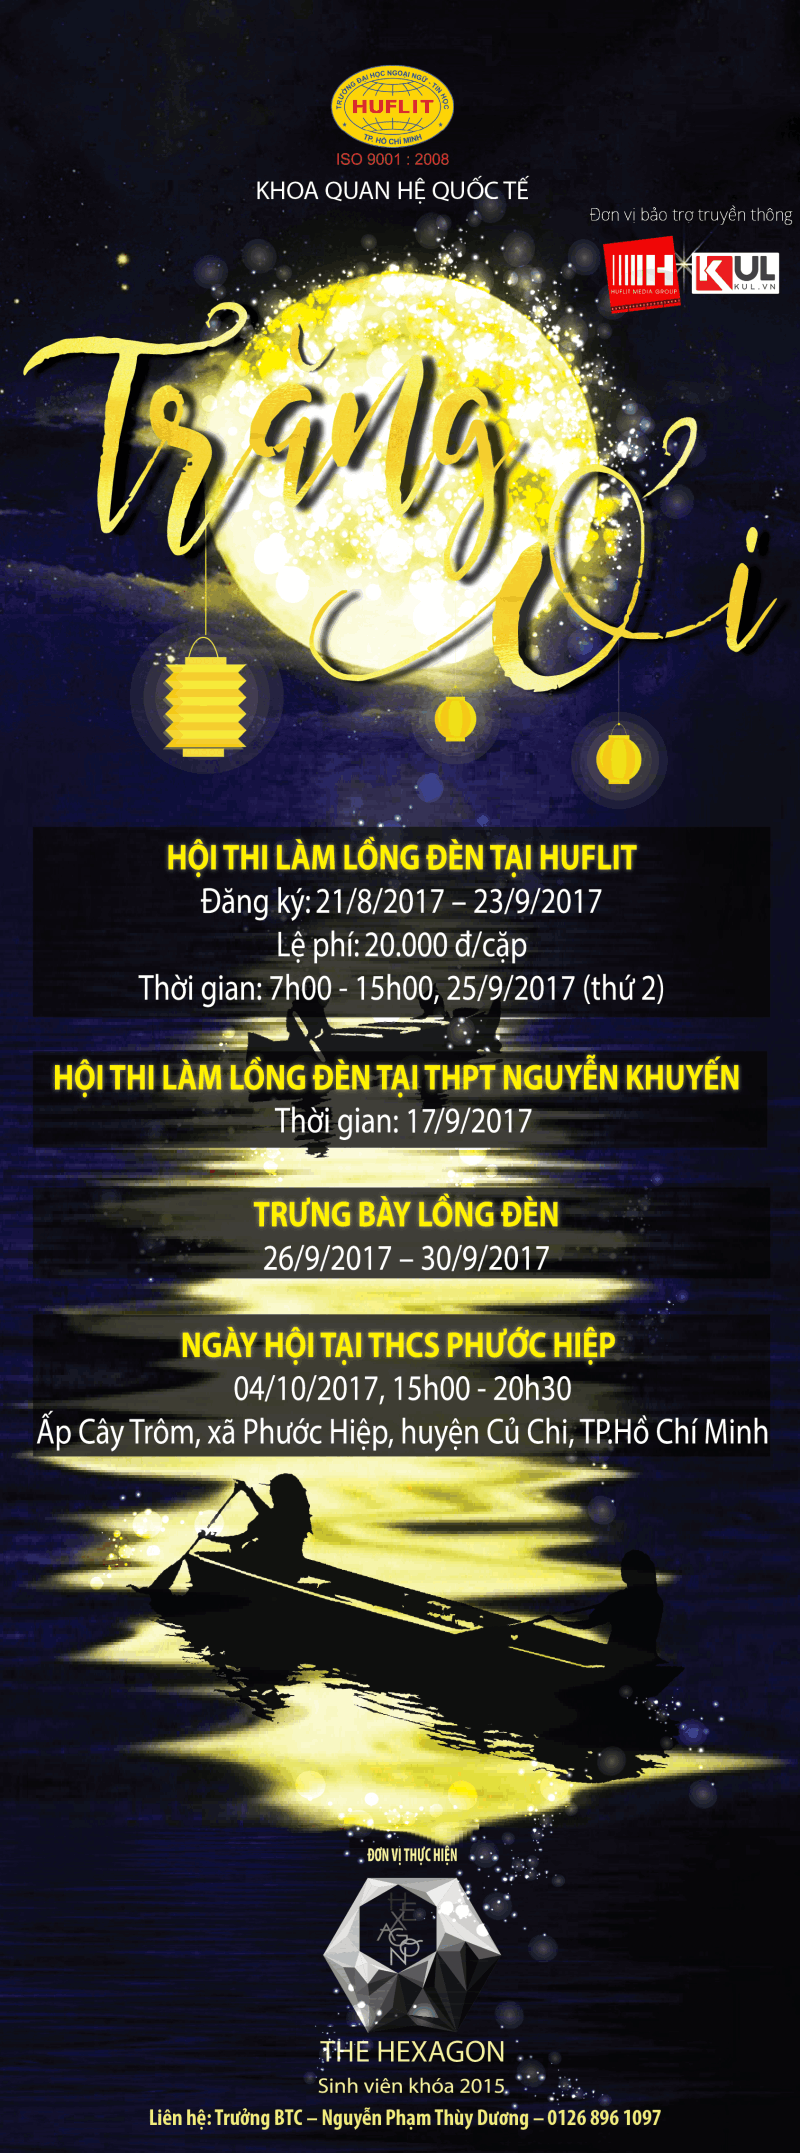 TRƯỜNG ĐẠI HỌC NGOẠI NGỮ - TIN HỌC
HUFLIT
TP. HỒ CHÍ MINH
ISO 9001 : 2008
KHOA QUAN HỆ QUỐC TẾ
Đơn vị bảo trợ truyền thông
H
HUFLIT MEDIA GROUP
KUL
KUL.VN
Trăng
Ơi
HỘI THI LÀM LỒNG ĐÈN TẠI HUFLIT
Đăng ký: 21/8/2017 – 23/9/2017
Lệ phí: 20.000 đ/cặp
Thời gian: 7h00 - 15h00, 25/9/2017 (thứ 2)
HỘI THI LÀM LỒNG ĐÈN TẠI THPT NGUYỄN KHUYẾN
Thời gian: 17/9/2017
TRƯNG BÀY LỒNG ĐÈN
26/9/2017 – 30/9/2017
NGÀY HỘI TẠI THCS PHƯỚC HIỆP
04/10/2017, 15h00 - 20h30
Ấp Cây Trôm, xã Phước Hiệp, huyện Củ Chi, TP.Hồ Chí Minh
ĐƠN VỊ THỰC HIỆN
HEXAGON
THE HEXAGON
Sinh viên khóa 2015
Liên hệ: Trưởng BTC – Nguyễn Phạm Thùy Dương – 0126 896 1097